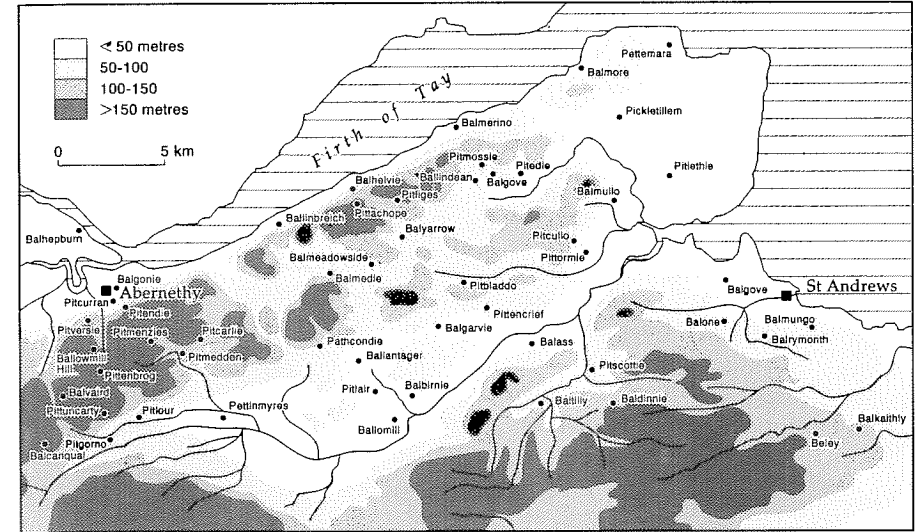 < 50 metres
50-100
100-150
>150 metres
0 5 km
Firth of Tay
Pettemara
Balmore
Pickletillem
Balmerino
Pitmossie
Pitedie
Balgove
Pitlethie
Balhelvie
Ballindean
Pitliges
Balmullo
Pittachope
Ballinbreich
Balhepburn
Balyarrow
Pitcullo
Pittormie
Balmeadowside
Balmedie
Balgonie
Abernethy
Pitbladdo
Balgove
St Andrews
Pitcurran
Pitendie
Pittencrief
Pitversie
Pitmenzies
Pitcarlie
Balgarvie
Balone
Balmungo
Balrymonth
Pathcondie
Balass
Ballowmill
Hill
Pitmedden
Ballantager
Pittenbrog
Pitscottie
Balvaird
Pitlair
Balbirnie
Baltilly
Baldinnie
Pittuncarty
Pitlour
Pettinmyres
Ballomill
Balkaithly
Pitgorno
Beley
Balcanqual